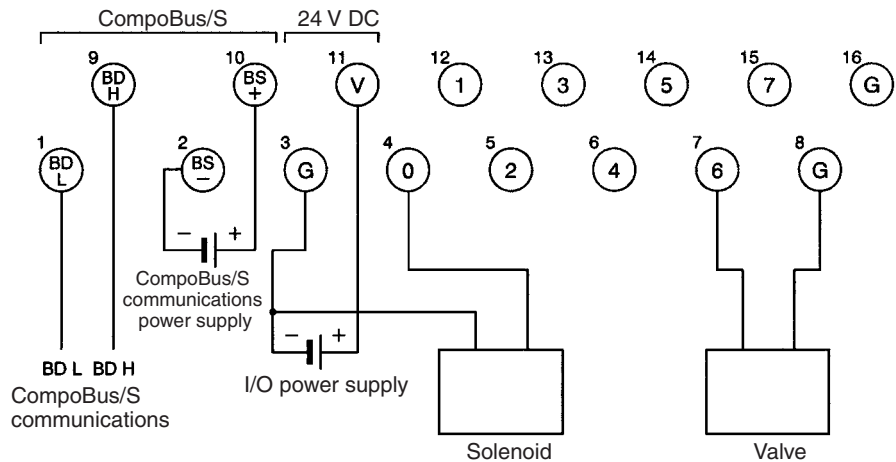 CompoBus/S 24 V DC
9 10 11 12 13 14 15 16
BD H BS + V 1 3 5 7 G
1 2 3 4 5 6 7 8
BD L BS − G 0 2 4 6 G
− +
CompoBus/S
communications
power supply
− +
BD L BD H
I/O power supply
CompoBus/S
communications
Solenoid Valve